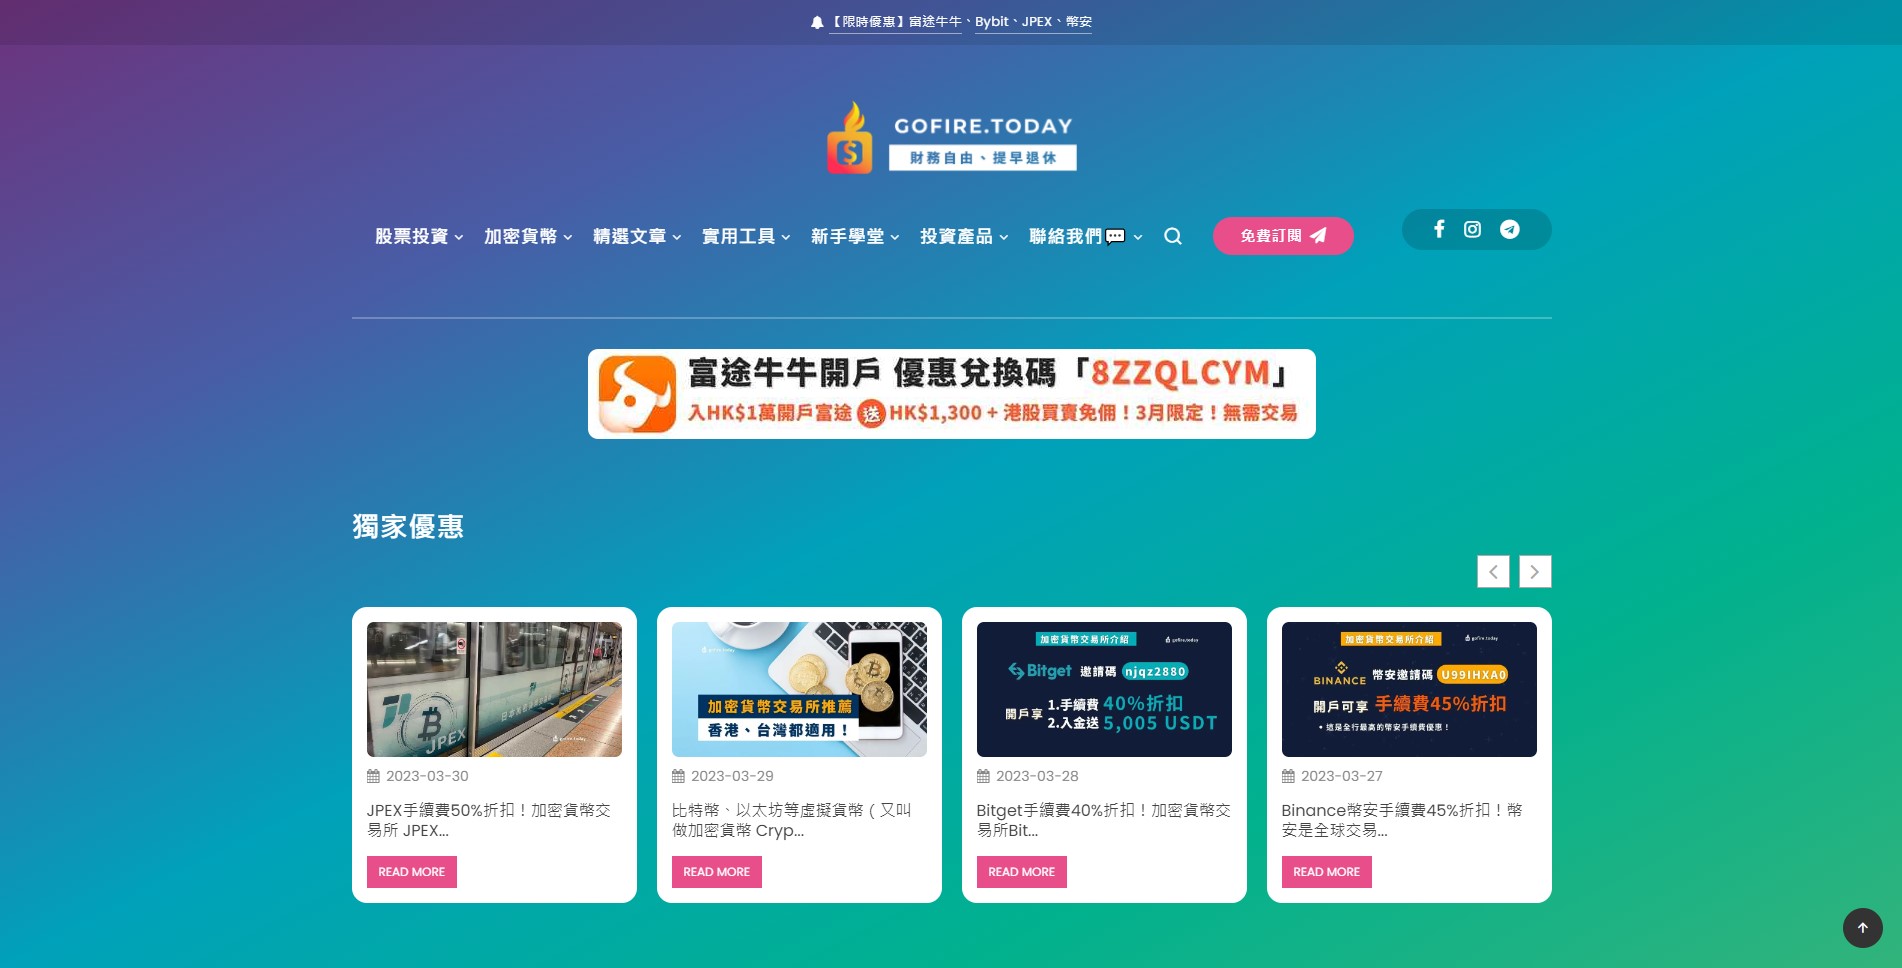 【限時優惠】富途牛牛、Bybit、JPEX、幣安
GOFIRE.TODAY
財務自由、提早退休
股票投資 加密貨幣 精選文章 實用工具 新手學堂 投資產品 聯絡我們 免費訂閱
富途牛牛開戶 優惠兌換碼「8ZZQLCYM」
入HK$1萬開戶富途 送 HK$1,300 + 港股買賣免佣！3月限定！無需交易
獨家優惠
JPEX
gofire.today
2023-03-30
JPEX手續費50%折扣！加密貨幣交
易所 JPEX...
READ MORE
gofire.today
加密貨幣交易所推薦
香港、台灣都適用！
2023-03-29
比特幣、以太坊等虛擬貨幣（又叫
做加密貨幣 Cryp...
READ MORE
加密貨幣交易所介紹 gofire.today
Bitget 邀請碼 njqz2880
開戶享 1.手續費 40%折扣
2.入金送 5,005 USDT
2023-03-28
Bitget手續費40%折扣！加密貨幣交
易所Bit...
READ MORE
加密貨幣交易所介紹 gofire.today
BINANCE 幣安邀請碼 U99IHXA0
開戶可享 手續費45%折扣
• 這是全行最高的幣安手續費優惠！
2023-03-27
Binance幣安手續費45%折扣！幣
安是全球交易...
READ MORE